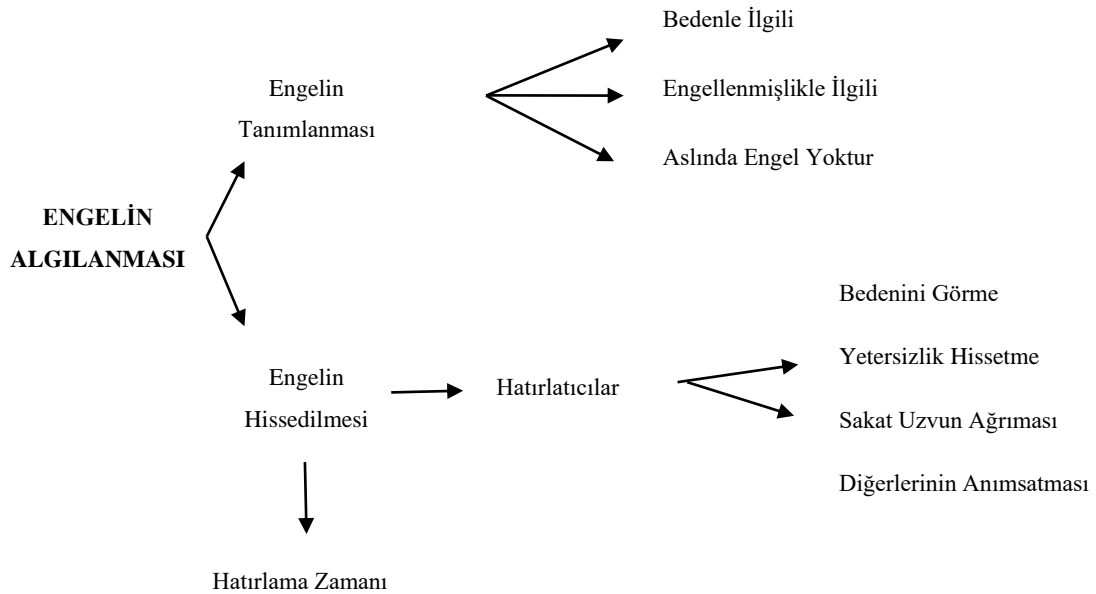 Bedenle İlgili
Engelin
Tanımlanması
Engellenmişlikle İlgili
Aslında Engel Yoktur
ENGELİN
ALGILANMASI
Bedenini Görme
Yetersizlik Hissetme
Engelin
Hissedilmesi
Hatırlatıcılar
Sakat Uzvun Ağrıması
Diğerlerinin Anımsatması
Hatırlama Zamanı